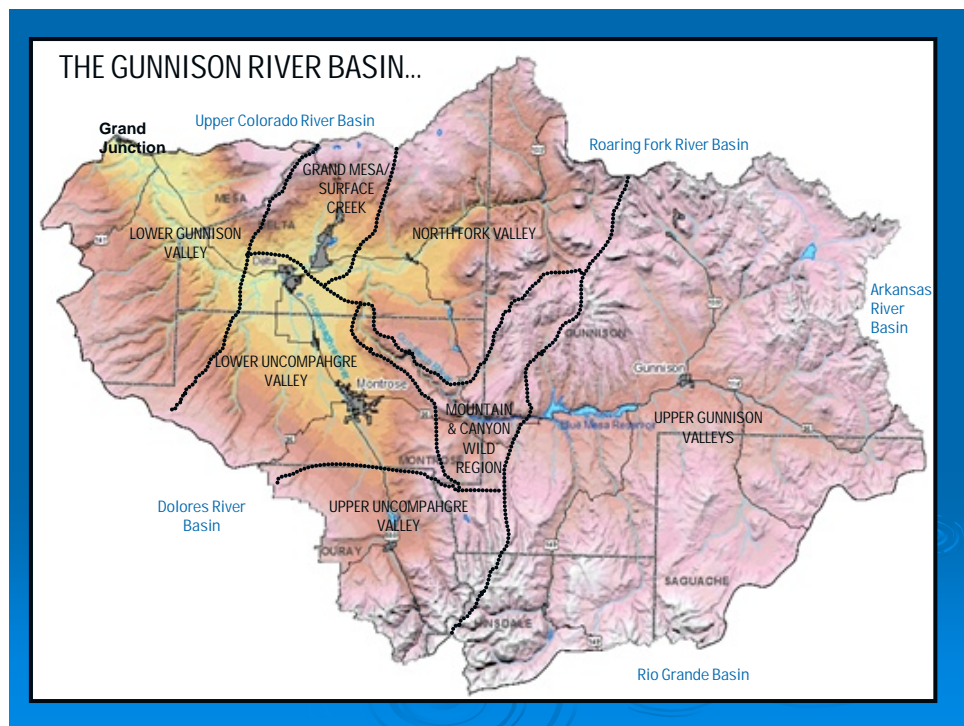 THE GUNNISON RIVER BASIN...
Upper Colorado River Basin
Grand
Junction
Roaring Fork River Basin
GRAND MESA/
SURFACE
CREEK
MESA
DELTA
LOWER GUNNISON
VALLEY
NORTH FORK VALLEY
Delta
Arkansas
River
Basin
GUNNISON
LOWER UNCOMPAHGRE
VALLEY
Montrose
Gunnison
MOUNTAIN
& CANYON
WILD
REGION
Blue Mesa Reservoir
UPPER GUNNISON
VALLEYS
MONTROSE
Dolores River
Basin
UPPER UNCOMPAHGRE
VALLEY
OURAY
149
SAGUACHE
HINSDALE
149
Rio Grande Basin